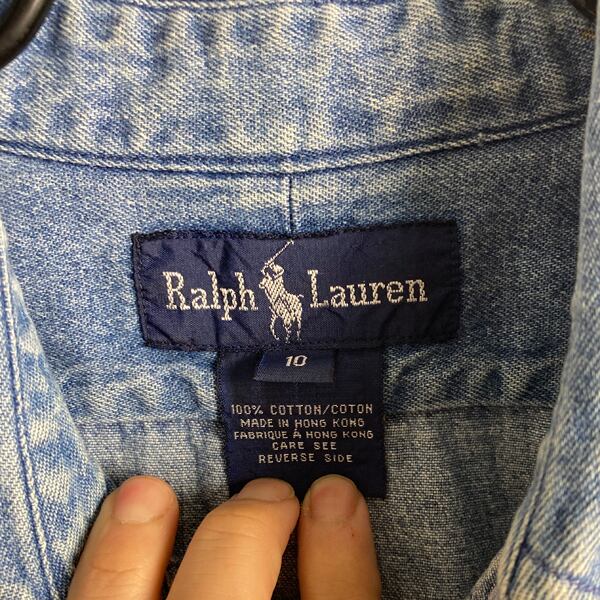 Ralph Lauren
10
100% COTTON/COTON
MADE IN HONG KONG
FABRIQUE À HONG KONG
CARE SEE
REVERSE SIDE